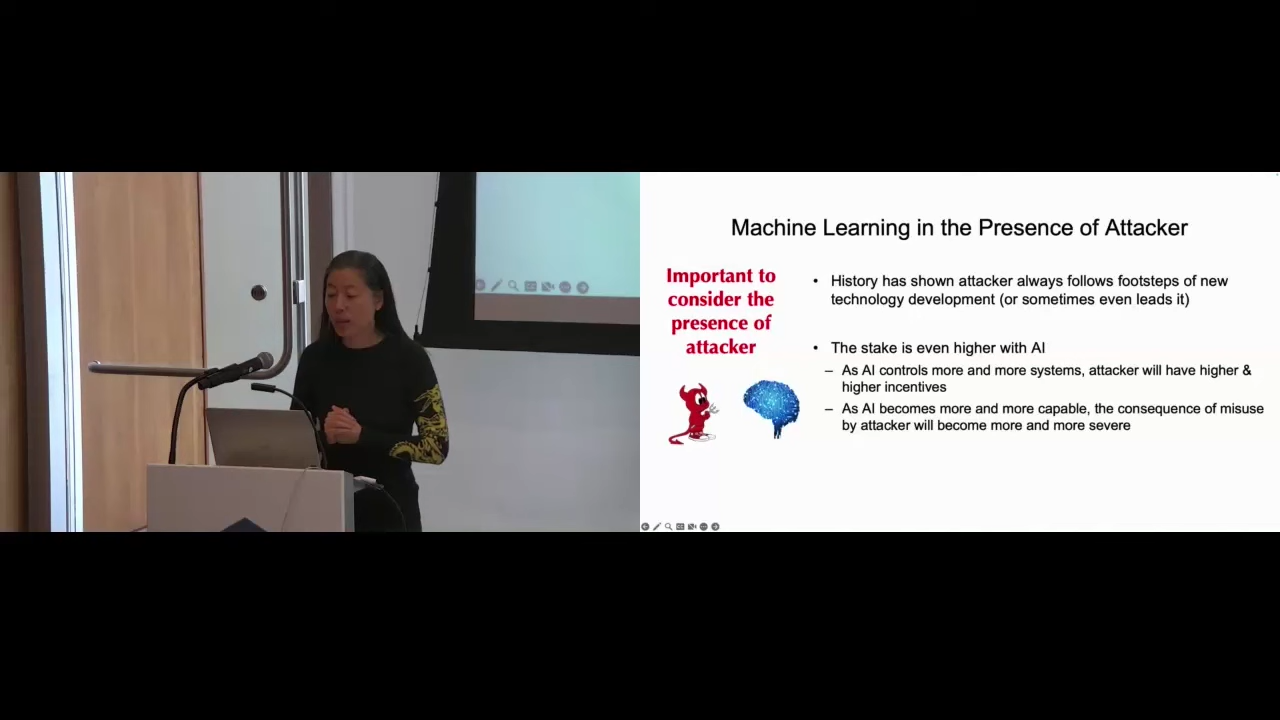 Machine Learning in the Presence of Attacker
Important to
consider the
presence of
attacker
• History has shown attacker always follows footsteps of new
technology development (or sometimes even leads it)
• The stake is even higher with AI
– As AI controls more and more systems, attacker will have higher &
higher incentives
– As AI becomes more and more capable, the consequence of misuse
by attacker will become more and more severe